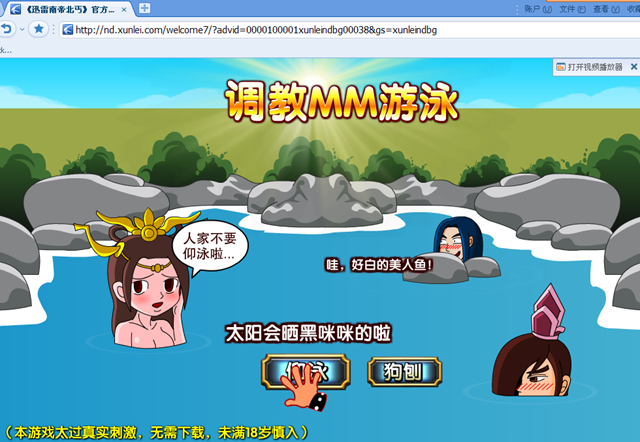 《迅雷南帝北丐》官方...
账户
文件
查看
收藏
http://nd.xunlei.com/welcome7/?advid=0000100001xunleindbg00038&gs=xunleindbg
k...
打开视频播放器
调教MM游泳
人家不要
仰泳啦...
哇，好白的美人鱼！
太阳会晒黑咪咪的啦
仰泳
狗刨
（本游戏太过真实刺激，无需下载，未满18岁慎入）